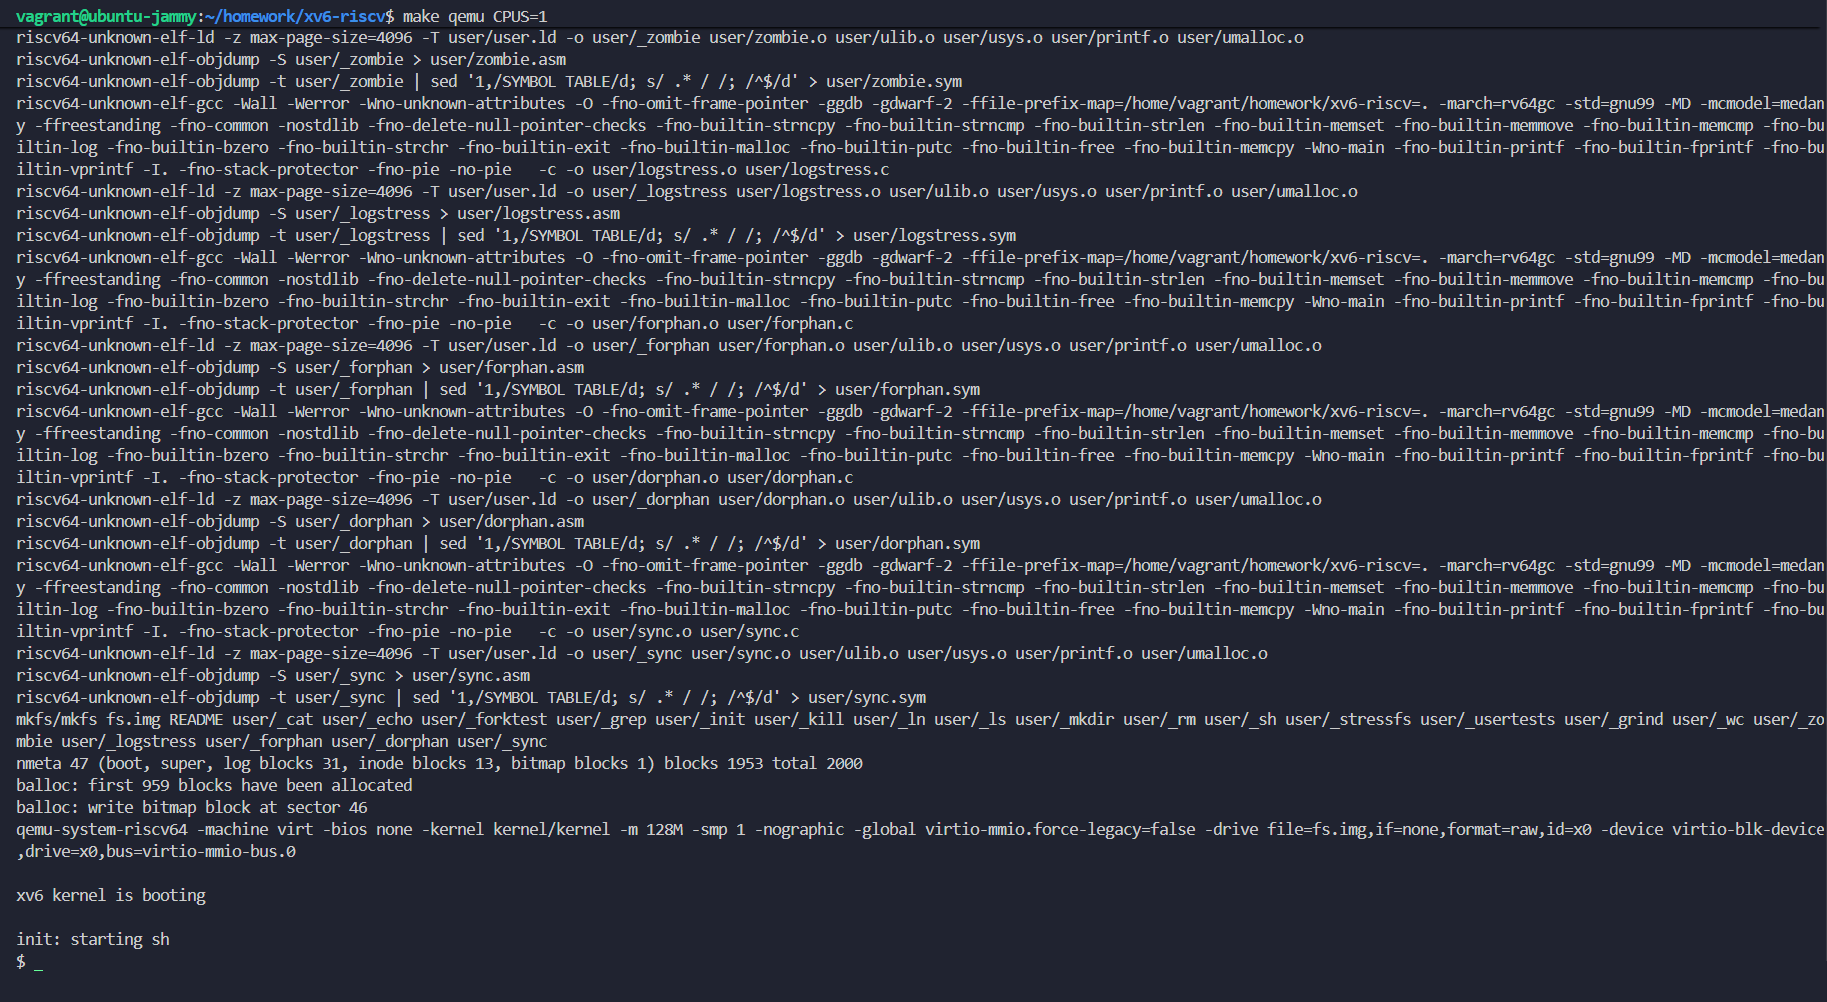 vagrant@ubuntu-jammy:~/homework/xv6-riscv$ make qemu CPUS=1
riscv64-unknown-elf-ld -z max-page-size=4096 -T user/user.ld -o user/_zombie user/zombie.o user/ulib.o user/usys.o user/printf.o user/umalloc.o
riscv64-unknown-elf-objdump -S user/_zombie > user/zombie.asm
riscv64-unknown-elf-objdump -t user/_zombie | sed '1,/SYMBOL TABLE/d; s/ .* / /; /^$/d' > user/zombie.sym
riscv64-unknown-elf-gcc -Wall -Werror -Wno-unknown-attributes -O -fno-omit-frame-pointer -ggdb -gdwarf-2 -ffile-prefix-map=/home/vagrant/homework/xv6-riscv=. -march=rv64gc -std=gnu99 -MD -mcmodel=medan
y -ffreestanding -fno-common -nostdlib -fno-delete-null-pointer-checks -fno-builtin-strncpy -fno-builtin-strncmp -fno-builtin-strlen -fno-builtin-memset -fno-builtin-memmove -fno-builtin-memcmp -fno-bu
iltin-log -fno-builtin-bzero -fno-builtin-strchr -fno-builtin-exit -fno-builtin-malloc -fno-builtin-putc -fno-builtin-free -fno-builtin-memcpy -Wno-main -fno-builtin-printf -fno-builtin-fprintf -fno-bu
iltin-vprintf -I. -fno-stack-protector -fno-pie -no-pie   -c -o user/logstress.o user/logstress.c
riscv64-unknown-elf-ld -z max-page-size=4096 -T user/user.ld -o user/_logstress user/logstress.o user/ulib.o user/usys.o user/printf.o user/umalloc.o
riscv64-unknown-elf-objdump -S user/_logstress > user/logstress.asm
riscv64-unknown-elf-objdump -t user/_logstress | sed '1,/SYMBOL TABLE/d; s/ .* / /; /^$/d' > user/logstress.sym
riscv64-unknown-elf-gcc -Wall -Werror -Wno-unknown-attributes -O -fno-omit-frame-pointer -ggdb -gdwarf-2 -ffile-prefix-map=/home/vagrant/homework/xv6-riscv=. -march=rv64gc -std=gnu99 -MD -mcmodel=medan
y -ffreestanding -fno-common -nostdlib -fno-delete-null-pointer-checks -fno-builtin-strncpy -fno-builtin-strncmp -fno-builtin-strlen -fno-builtin-memset -fno-builtin-memmove -fno-builtin-memcmp -fno-bu
iltin-log -fno-builtin-bzero -fno-builtin-strchr -fno-builtin-exit -fno-builtin-malloc -fno-builtin-putc -fno-builtin-free -fno-builtin-memcpy -Wno-main -fno-builtin-printf -fno-builtin-fprintf -fno-bu
iltin-vprintf -I. -fno-stack-protector -fno-pie -no-pie   -c -o user/forphan.o user/forphan.c
riscv64-unknown-elf-ld -z max-page-size=4096 -T user/user.ld -o user/_forphan user/forphan.o user/ulib.o user/usys.o user/printf.o user/umalloc.o
riscv64-unknown-elf-objdump -S user/_forphan > user/forphan.asm
riscv64-unknown-elf-objdump -t user/_forphan | sed '1,/SYMBOL TABLE/d; s/ .* / /; /^$/d' > user/forphan.sym
riscv64-unknown-elf-gcc -Wall -Werror -Wno-unknown-attributes -O -fno-omit-frame-pointer -ggdb -gdwarf-2 -ffile-prefix-map=/home/vagrant/homework/xv6-riscv=. -march=rv64gc -std=gnu99 -MD -mcmodel=medan
y -ffreestanding -fno-common -nostdlib -fno-delete-null-pointer-checks -fno-builtin-strncpy -fno-builtin-strncmp -fno-builtin-strlen -fno-builtin-memset -fno-builtin-memmove -fno-builtin-memcmp -fno-bu
iltin-log -fno-builtin-bzero -fno-builtin-strchr -fno-builtin-exit -fno-builtin-malloc -fno-builtin-putc -fno-builtin-free -fno-builtin-memcpy -Wno-main -fno-builtin-printf -fno-builtin-fprintf -fno-bu
iltin-vprintf -I. -fno-stack-protector -fno-pie -no-pie   -c -o user/dorphan.o user/dorphan.c
riscv64-unknown-elf-ld -z max-page-size=4096 -T user/user.ld -o user/_dorphan user/dorphan.o user/ulib.o user/usys.o user/printf.o user/umalloc.o
riscv64-unknown-elf-objdump -S user/_dorphan > user/dorphan.asm
riscv64-unknown-elf-objdump -t user/_dorphan | sed '1,/SYMBOL TABLE/d; s/ .* / /; /^$/d' > user/dorphan.sym
riscv64-unknown-elf-gcc -Wall -Werror -Wno-unknown-attributes -O -fno-omit-frame-pointer -ggdb -gdwarf-2 -ffile-prefix-map=/home/vagrant/homework/xv6-riscv=. -march=rv64gc -std=gnu99 -MD -mcmodel=medan
y -ffreestanding -fno-common -nostdlib -fno-delete-null-pointer-checks -fno-builtin-strncpy -fno-builtin-strncmp -fno-builtin-strlen -fno-builtin-memset -fno-builtin-memmove -fno-builtin-memcmp -fno-bu
iltin-log -fno-builtin-bzero -fno-builtin-strchr -fno-builtin-exit -fno-builtin-malloc -fno-builtin-putc -fno-builtin-free -fno-builtin-memcpy -Wno-main -fno-builtin-printf -fno-builtin-fprintf -fno-bu
iltin-vprintf -I. -fno-stack-protector -fno-pie -no-pie   -c -o user/sync.o user/sync.c
riscv64-unknown-elf-ld -z max-page-size=4096 -T user/user.ld -o user/_sync user/sync.o user/ulib.o user/usys.o user/printf.o user/umalloc.o
riscv64-unknown-elf-objdump -S user/_sync > user/sync.asm
riscv64-unknown-elf-objdump -t user/_sync | sed '1,/SYMBOL TABLE/d; s/ .* / /; /^$/d' > user/sync.sym
mkfs/mkfs fs.img README user/_cat user/_echo user/_forktest user/_grep user/_init user/_kill user/_ln user/_ls user/_mkdir user/_rm user/_sh user/_stressfs user/_usertests user/_grind user/_wc user/_zo
mbie user/_logstress user/_forphan user/_dorphan user/_sync
nmeta 47 (boot, super, log blocks 31, inode blocks 13, bitmap blocks 1) blocks 1953 total 2000
balloc: first 959 blocks have been allocated
balloc: write bitmap block at sector 46
qemu-system-riscv64 -machine virt -bios none -kernel kernel/kernel -m 128M -smp 1 -nographic -global virtio-mmio.force-legacy=false -drive file=fs.img,if=none,format=raw,id=x0 -device virtio-blk-device
,drive=x0,bus=virtio-mmio-bus.0

xv6 kernel is booting

init: starting sh
$ _